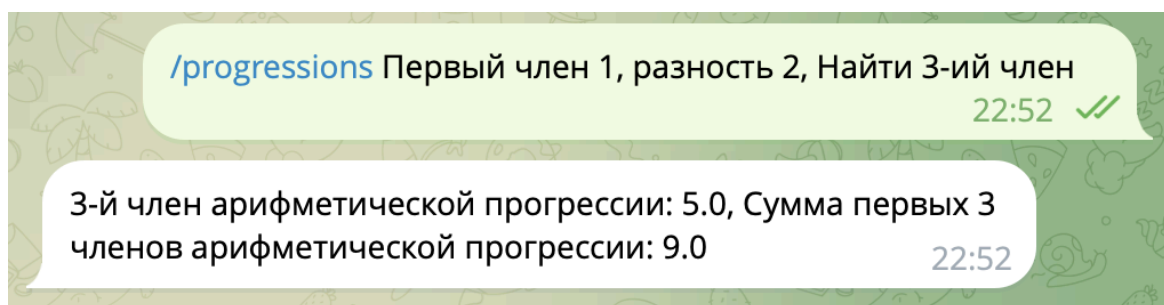 /progressions Первый член 1, разность 2, Найти 3-ий член
22:52
3-й член арифметической прогрессии: 5.0, Сумма первых 3
членов арифметической прогрессии: 9.0
22:52